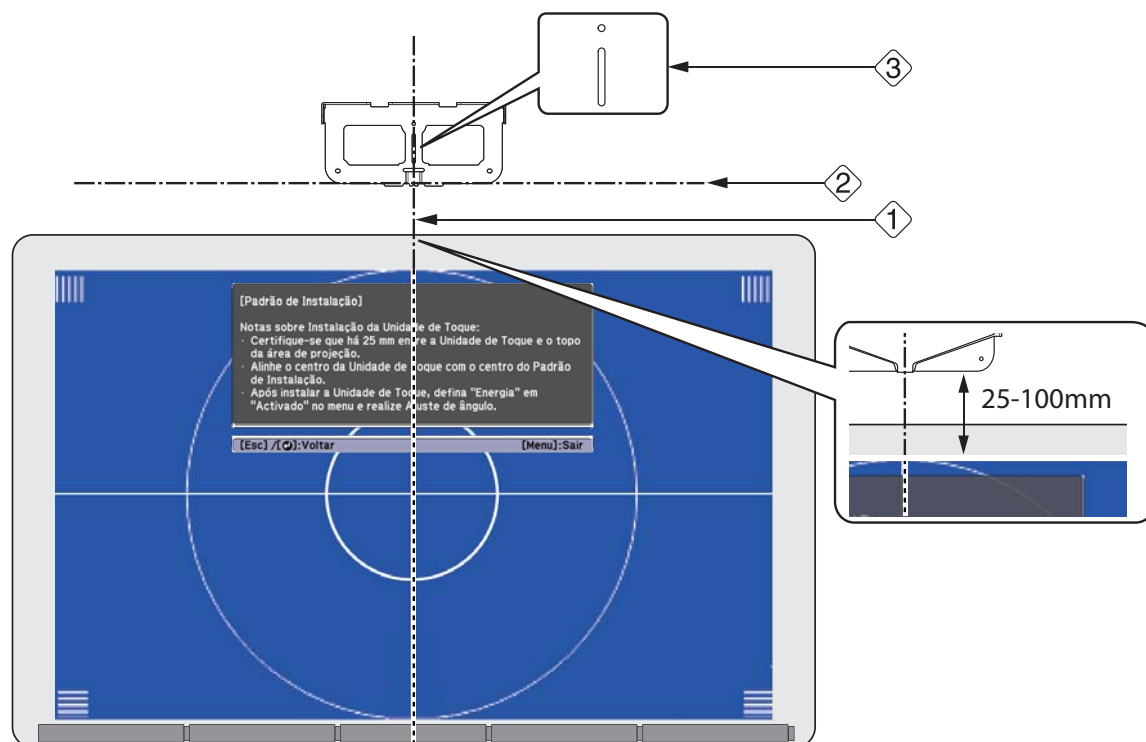 3
2
1
[Padrão de Instalação]
Notas sobre Instalação da Unidade de Toque:
· Certifique-se que há 25 mm entre a Unidade de Toque e o topo
da área de projeção.
· Alinhe o centro da Unidade de Toque com o centro do Padrão
de Instalação.
· Após instalar a Unidade de Toque, defina "Energia" em
"Activado" no menu e realize Ajuste de ângulo.
[Esc] /[⏎]:Voltar [Menu]:Sair
25-100mm